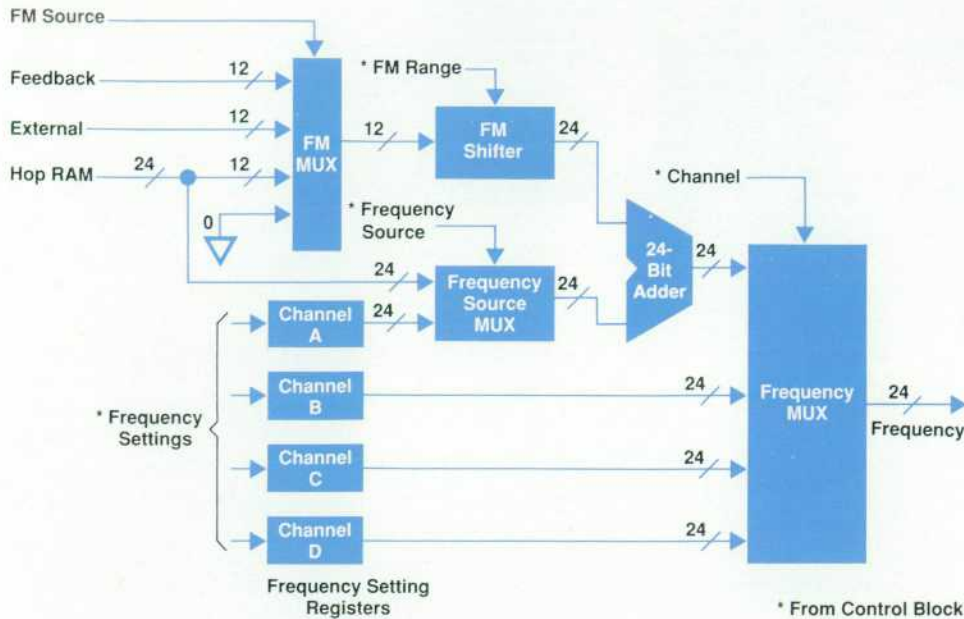 FM Source
Feedback
12
External
12
Hop RAM
24
12
0
FM
MUX
12
* FM Range
FM
Shifter
24
* Frequency
Source
24
Frequency
Source
MUX
24
24-
Bit
Adder
24
* Channel
Frequency
MUX
24
Frequency
* Frequency
Settings
Channel
A
24
Channel
B
24
Channel
C
24
Channel
D
24
Frequency Setting
Registers
* From Control Block